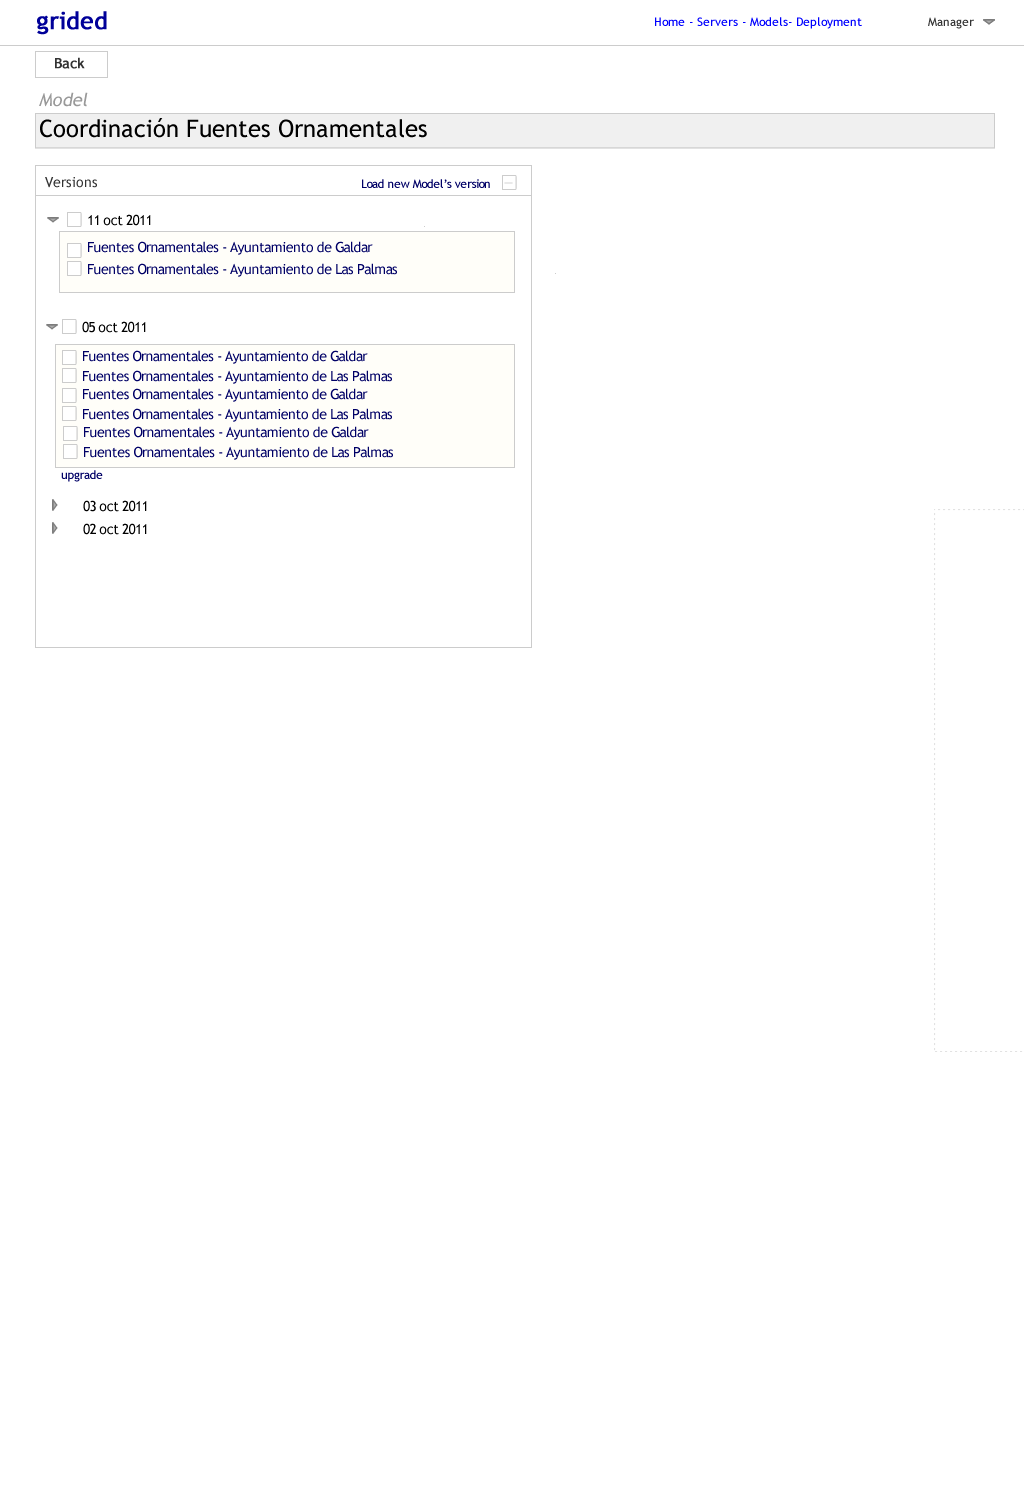 grided
Home - Servers - Models- Deployment
Manager
Back
Model
Coordinación Fuentes Ornamentales
Versions
Load new Model's version
11 oct 2011
Fuentes Ornamentales - Ayuntamiento de Galdar
Fuentes Ornamentales - Ayuntamiento de Las Palmas
05 oct 2011
Fuentes Ornamentales - Ayuntamiento de Galdar
Fuentes Ornamentales - Ayuntamiento de Las Palmas
Fuentes Ornamentales - Ayuntamiento de Galdar
Fuentes Ornamentales - Ayuntamiento de Las Palmas
Fuentes Ornamentales - Ayuntamiento de Galdar
Fuentes Ornamentales - Ayuntamiento de Las Palmas
upgrade
03 oct 2011
02 oct 2011